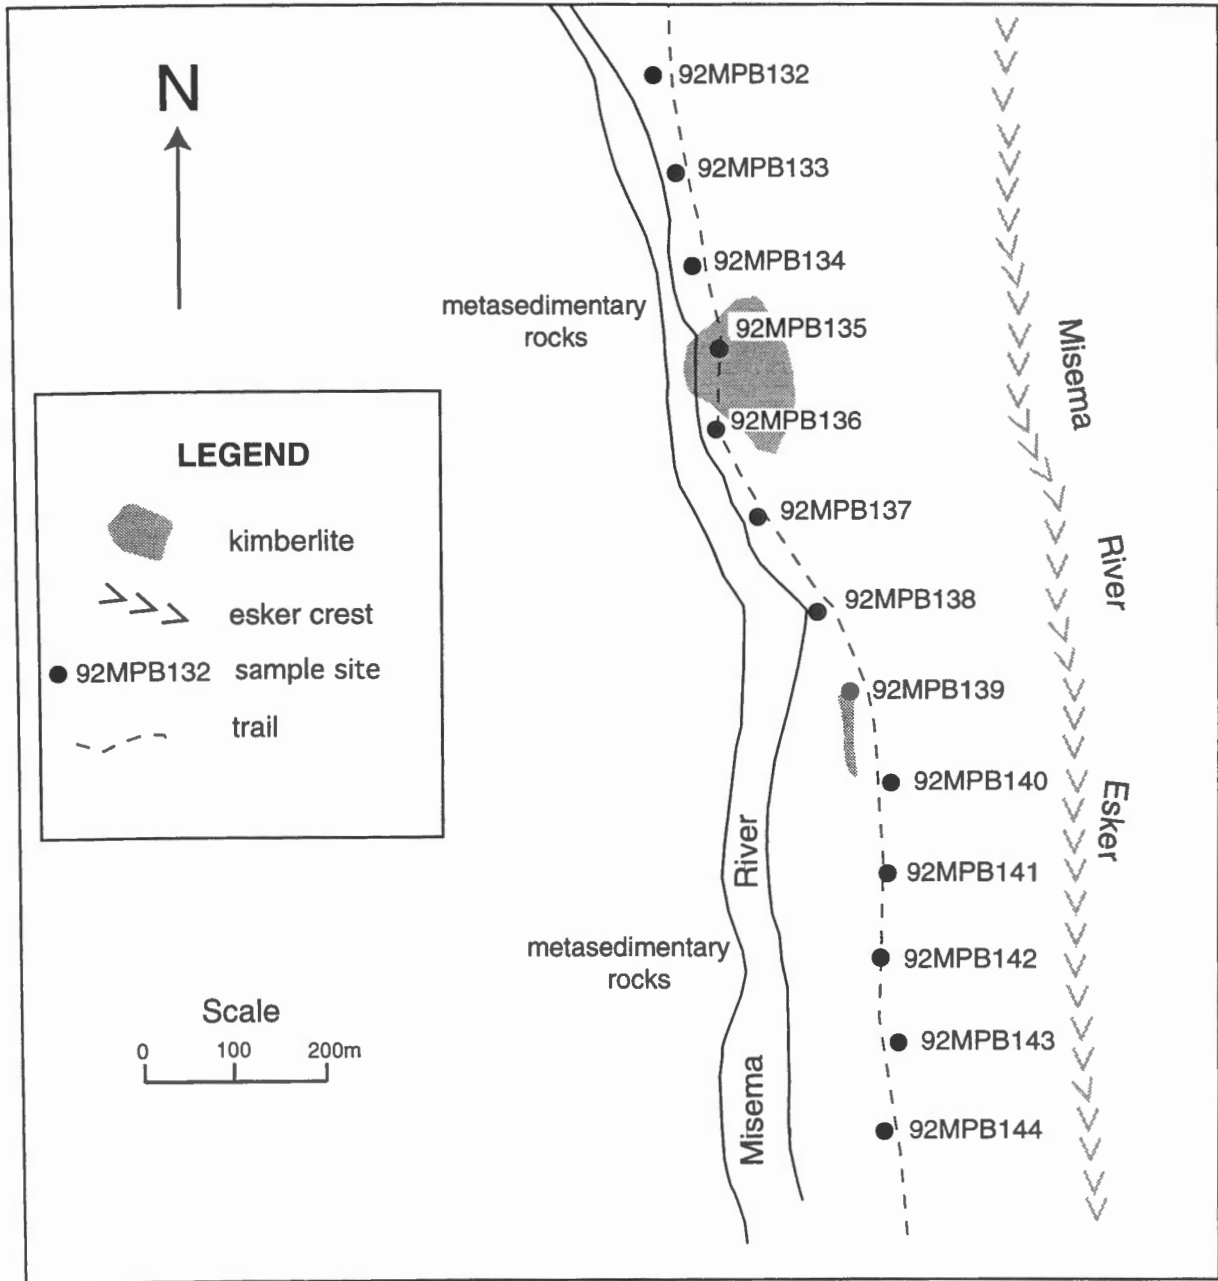 N
92MPB132
92MPB133
92MPB134
metasedimentary
rocks
92MPB135
Misema
92MPB136
LEGEND
92MPB137
kimberlite
River
92MPB138
esker crest
92MPB132 sample site
92MPB139
trail
92MPB140
Esker
River
92MPB141
metasedimentary
rocks
92MPB142
Scale
0 100 200m
92MPB143
Misema
92MPB144